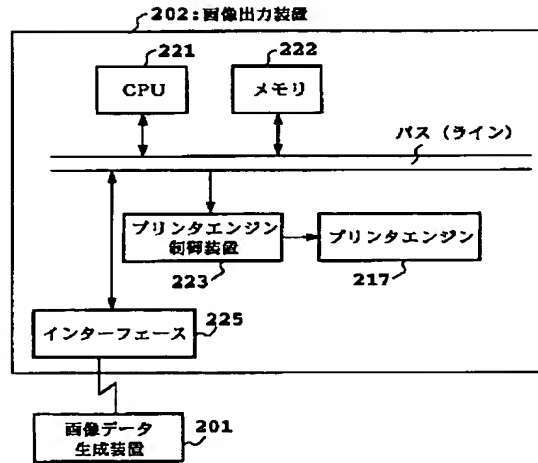 202:画像出力装置
221
222
CPU
メモリ
バス（ライン）
プリンタエンジン
制御装置
プリンタエンジン
223
217
インターフェース
225
画像データ
生成装置
201